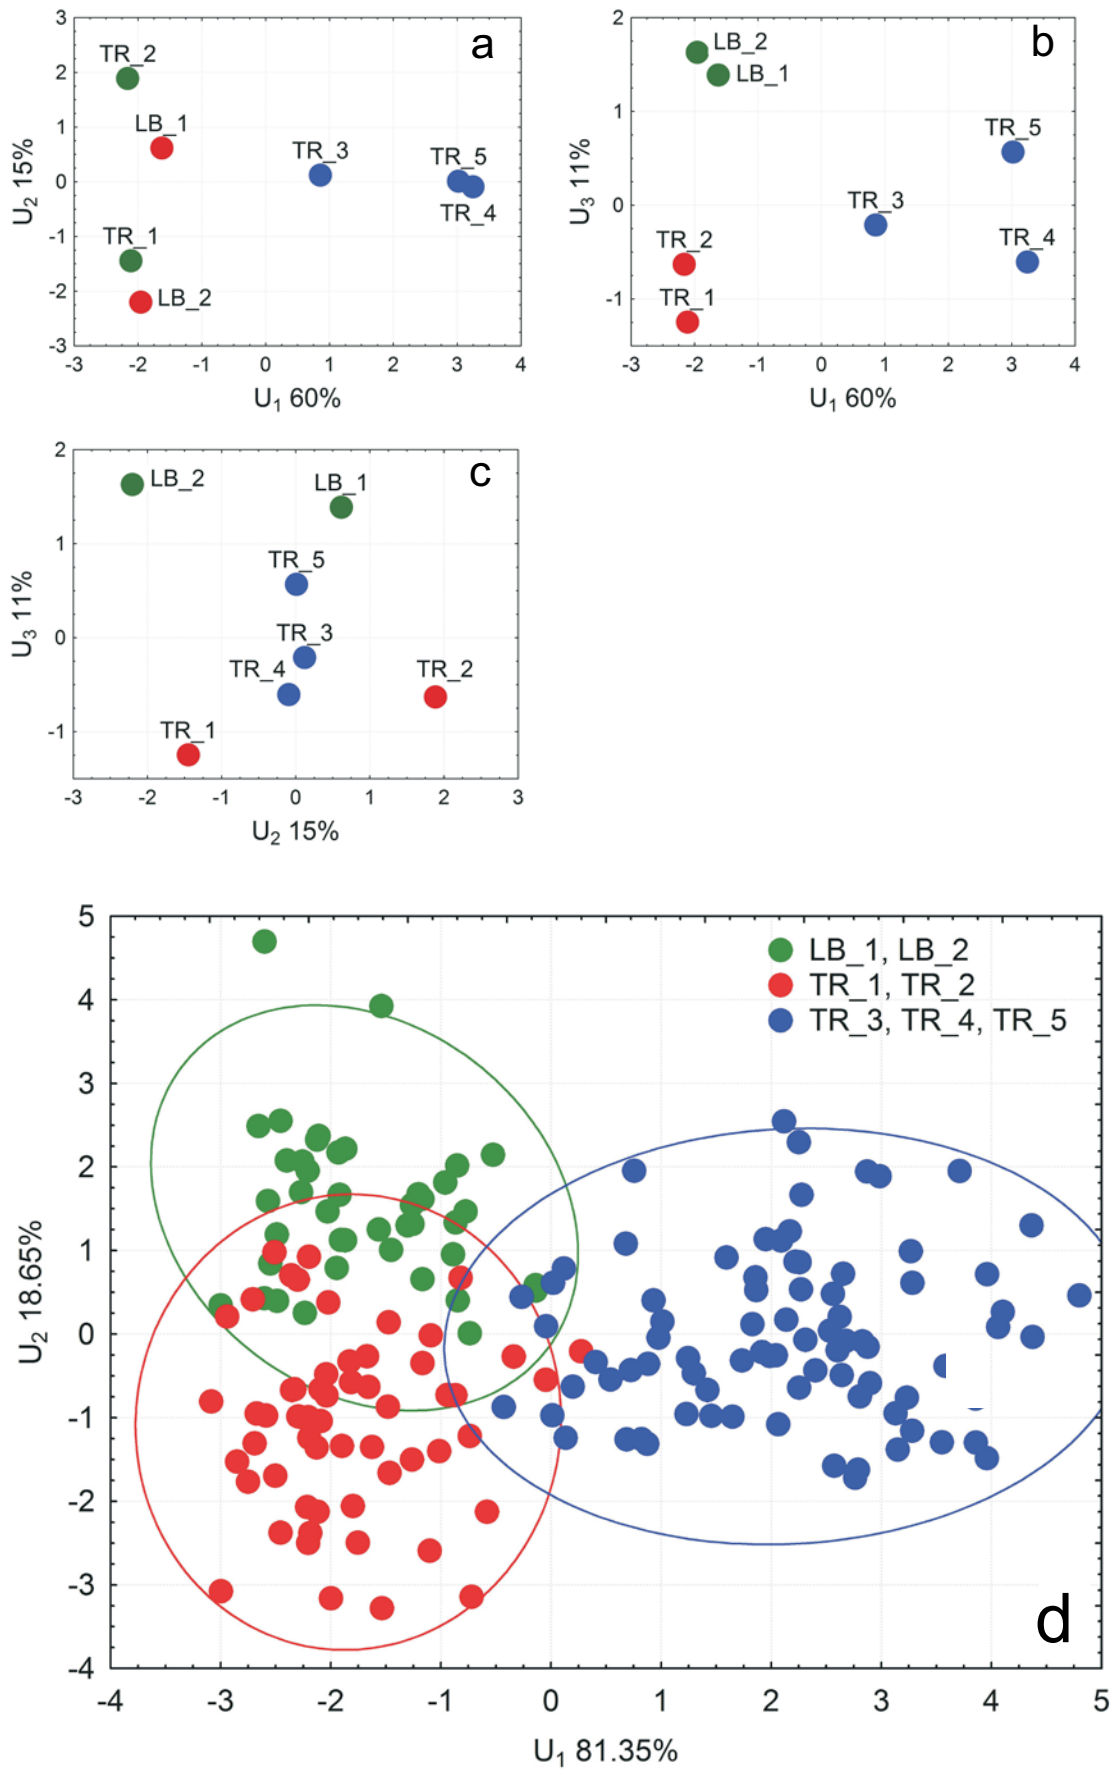 a
3
2
1
0
-1
-2
-3
U2 15%
TR_2
LB_1
TR_3
TR_5
TR_4
TR_1
LB_2
-3 -2 -1 0 1 2 3 4
U1 60%
b
2
1
0
-1
U3 11%
LB_2
LB_1
TR_5
TR_3
TR_2
TR_4
TR_1
-3 -2 -1 0 1 2 3 4
U1 60%
c
2
1
0
-1
U3 11%
LB_2
LB_1
TR_5
TR_3
TR_4
TR_2
TR_1
-3 -2 -1 0 1 2 3
U2 15%
5
4
3
2
1
0
-1
-2
-3
-4
U2 18.65%
LB_1, LB_2
TR_1, TR_2
TR_3, TR_4, TR_5
d
-4 -3 -2 -1 0 1 2 3 4 5
U1 81.35%